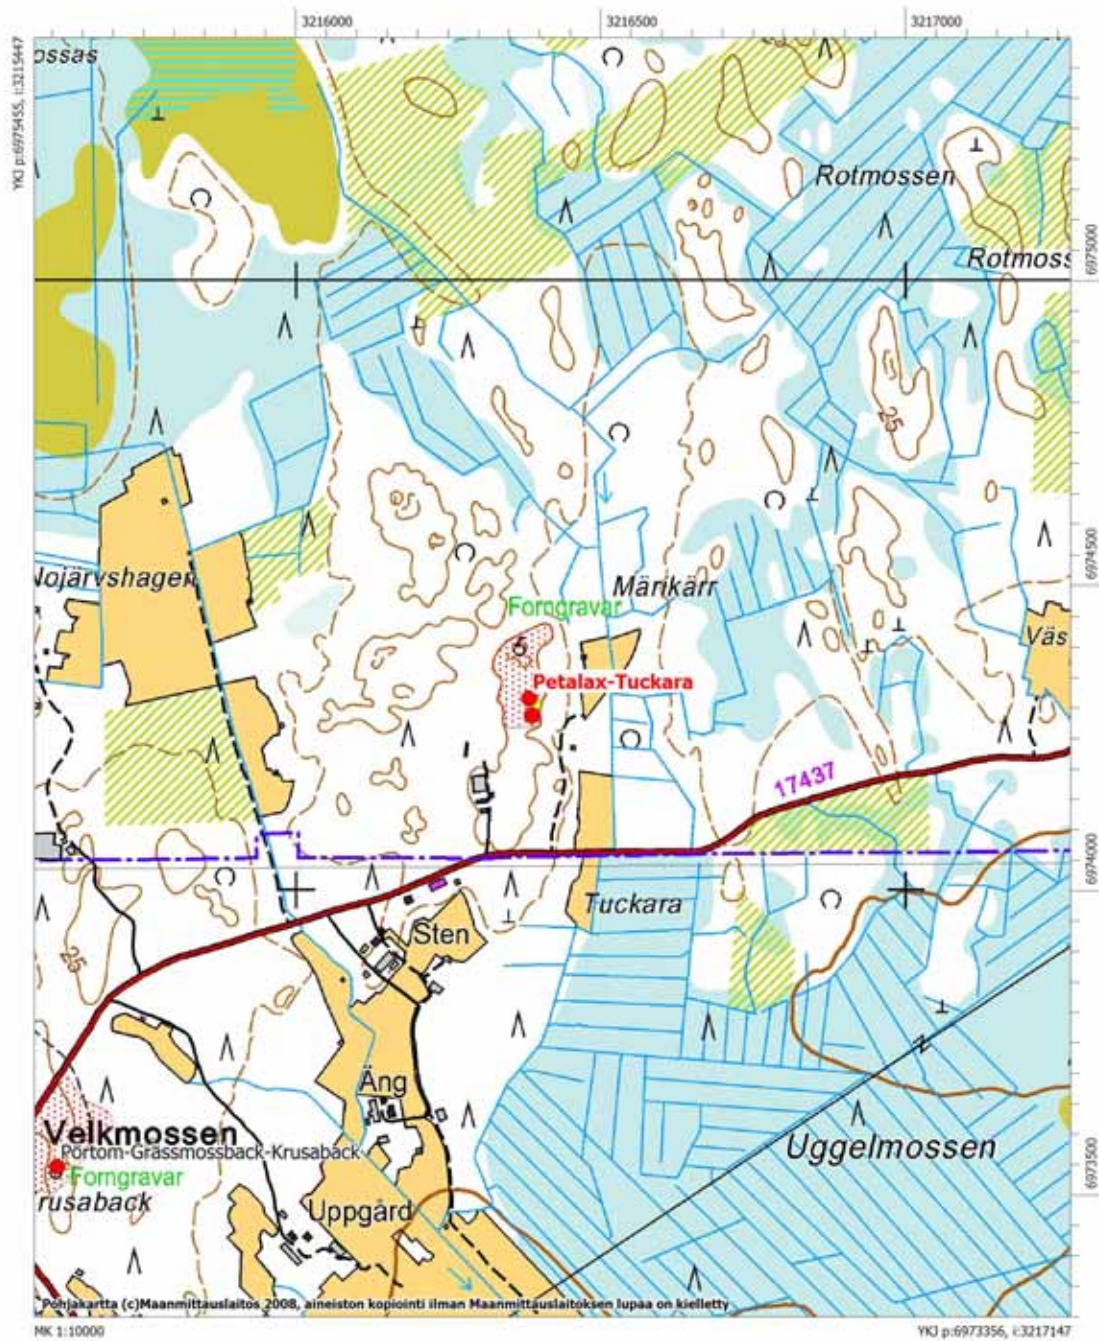 3216000
3216500
3217000
YKJ p:6975455, i:3215447
ossas
Rotmossen
Rotmoss
6975000
25
6974500
Nojärvshagen
Märikärr
Forngravar
Väs
Petalax-Tuckara
17437
6974000
Tuckara
Sten
25
Äng
Velkmossen
Pörtom-Grässmossback-Krusaback
Forngravar
rusaback
Uggelmossen
6973500
Uppgård
Pohjakartta (c)Maanmittauslaitos 2008, aineiston kopiointi ilman Maanmittauslaitoksen lupaa on kielletty
MK 1:10000
YKJ p:6973356, i:3217147